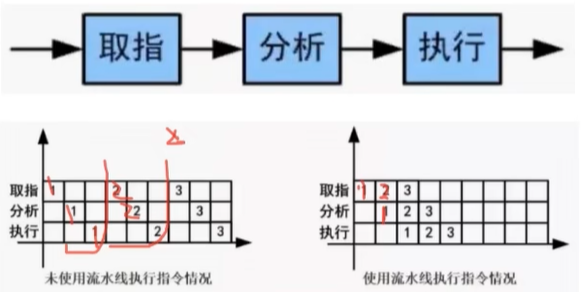 取指 分析 执行
取指 1 2 3 取指 1 2 3
分析 1 2 3 分析 1 2 3
执行 1 2 3 执行 1 2 3
未使用流水线执行指令情况 使用流水线执行指令情况